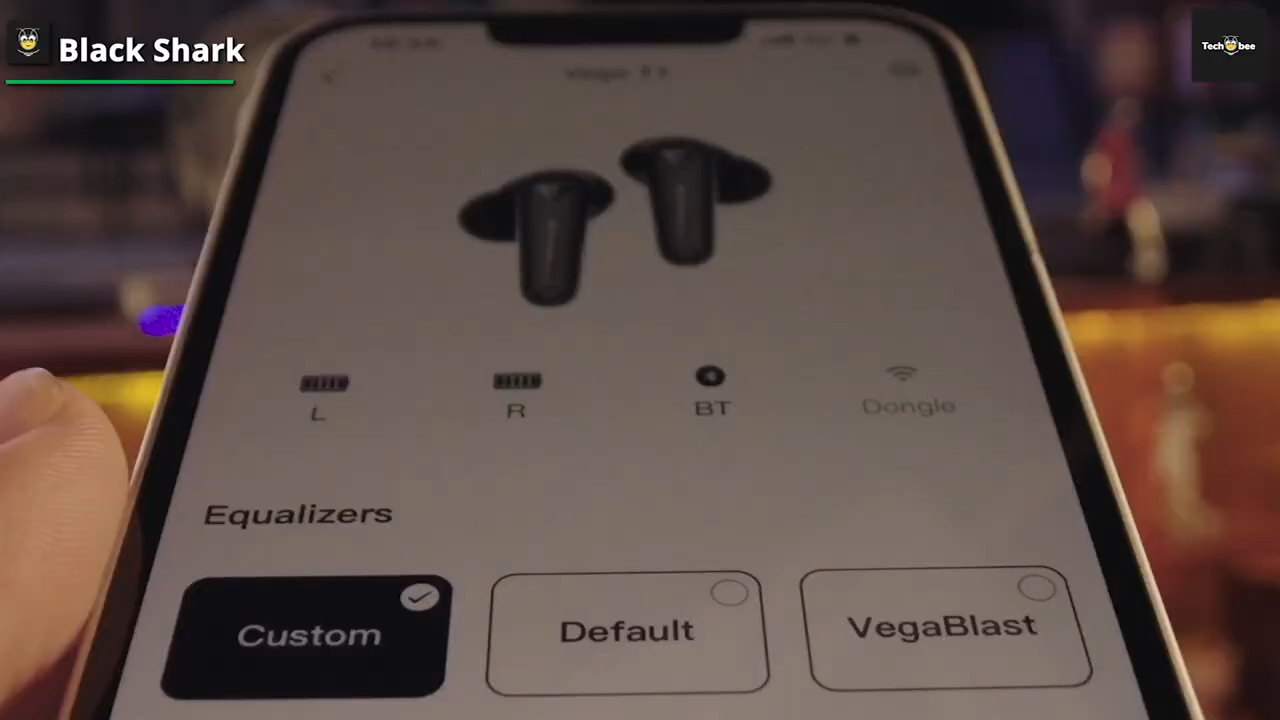 Black Shark
Tech bee
L
R
BT
Dongle
Equalizers
Custom
Default
VegaBlast